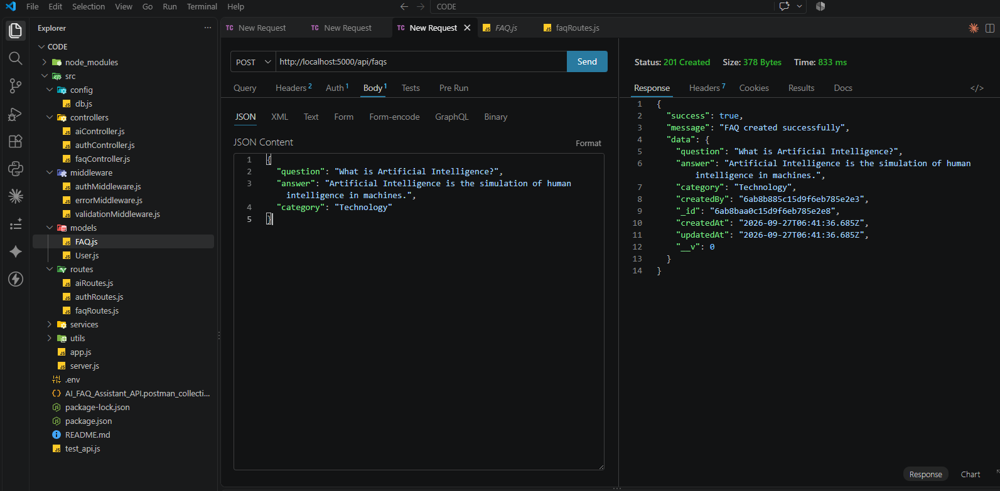 File Edit Selection View Go Run Terminal Help
CODE
Explorer
CODE
node_modules
src
config
db.js
controllers
aiController.js
authController.js
faqController.js
middleware
authMiddleware.js
errorMiddleware.js
validationMiddleware.js
models
FAQ.js
User.js
routes
aiRoutes.js
authRoutes.js
faqRoutes.js
services
utils
app.js
server.js
.env
AI_FAQ_Assistant_API.postman_collecti...
package-lock.json
package.json
README.md
test_api.js
TC New Request
TC New Request
TC New Request
FAQ.js
faqRoutes.js
POST http://localhost:5000/api/faqs Send
Query Headers 2 Auth 1 Body 1 Tests Pre Run
JSON XML Text Form Form-encode GraphQL Binary
JSON Content Format
1 {
2 "question": "What is Artificial Intelligence?",
3 "answer": "Artificial Intelligence is the simulation of human
intelligence in machines.",
4 "category": "Technology"
5 }
Status: 201 Created Size: 378 Bytes Time: 833 ms
Response Headers 7 Cookies Results Docs </>
1 {
2 "success": true,
3 "message": "FAQ created successfully",
4 "data": {
5 "question": "What is Artificial Intelligence?",
6 "answer": "Artificial Intelligence is the simulation of human
intelligence in machines.",
7 "category": "Technology",
8 "createdBy": "6ab8b885c15d9f6eb785e2e3",
9 "_id": "6ab8baa0c15d9f6eb785e2e8",
10 "createdAt": "2026-09-27T06:41:36.685Z",
11 "updatedAt": "2026-09-27T06:41:36.685Z",
12 "__v": 0
13 }
14 }
Response Chart